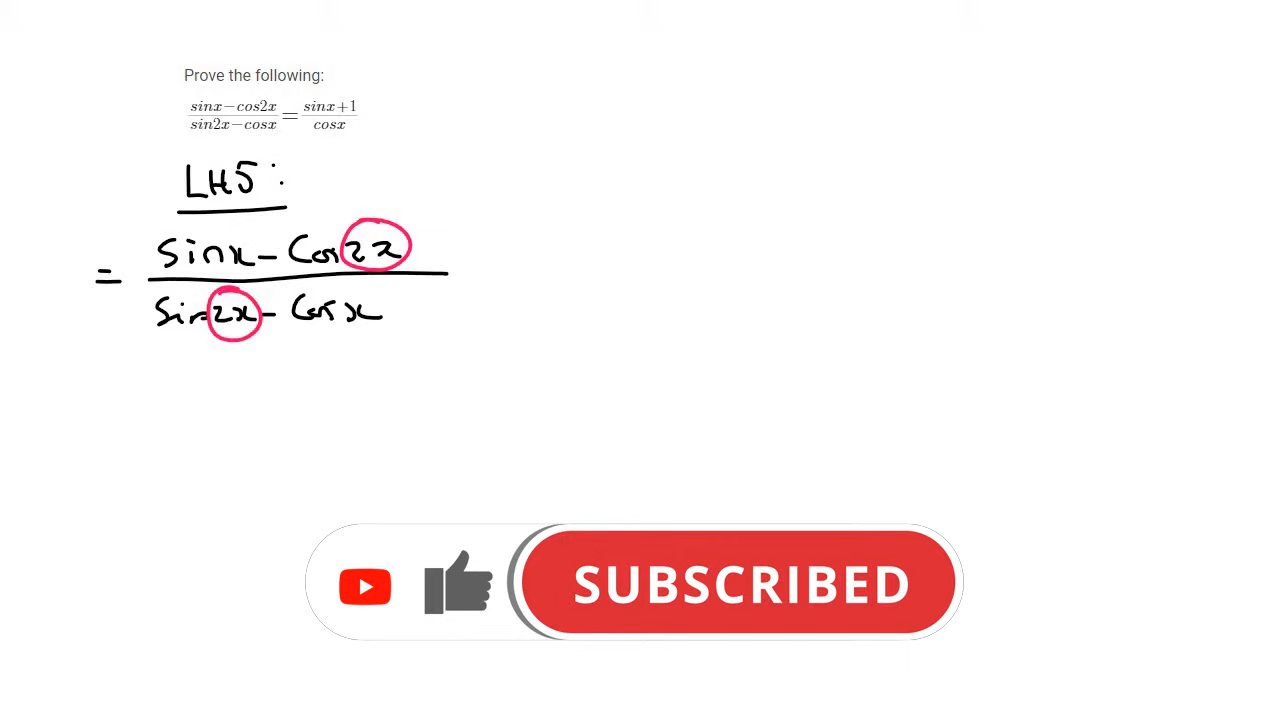 Prove the following:
sinx−cos2x / sin2x−cosx = sinx+1 / cosx
LHS :
= Sinx − Cos2x
Sin2x − Cosx
SUBSCRIBED